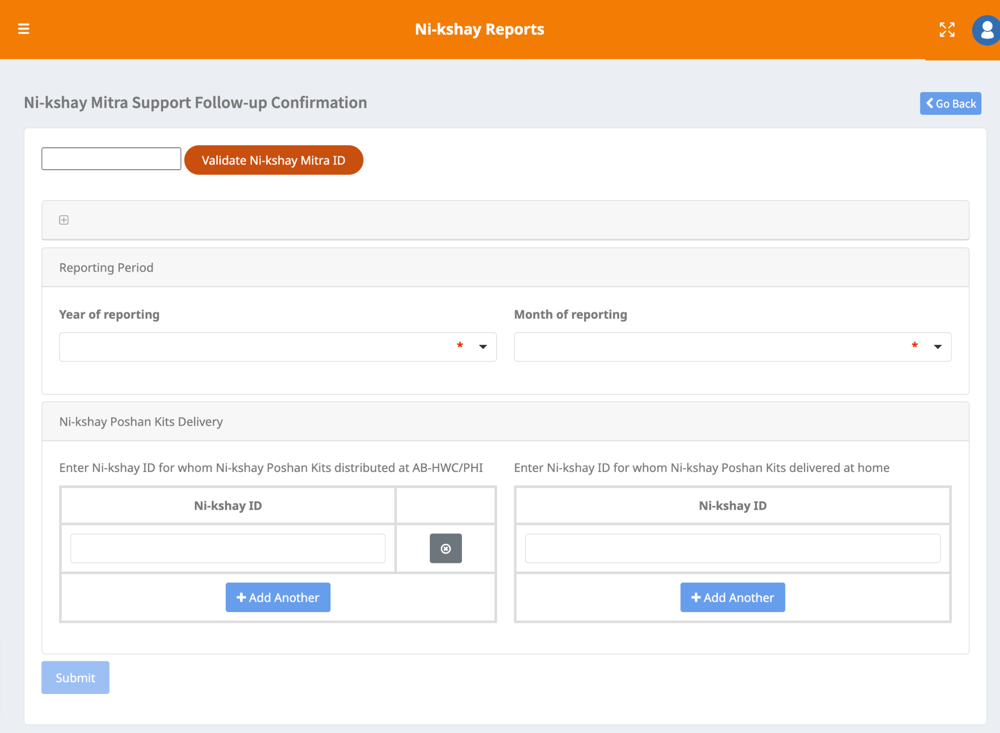 Ni-kshay Reports
Ni-kshay Mitra Support Follow-up Confirmation
Go Back
Validate Ni-kshay Mitra ID
Reporting Period
Year of reporting
Month of reporting
*
*
Ni-kshay Poshan Kits Delivery
Enter Ni-kshay ID for whom Ni-kshay Poshan Kits distributed at AB-HWC/PHI
Enter Ni-kshay ID for whom Ni-kshay Poshan Kits delivered at home
Ni-kshay ID
Ni-kshay ID
Add Another
Add Another
Submit